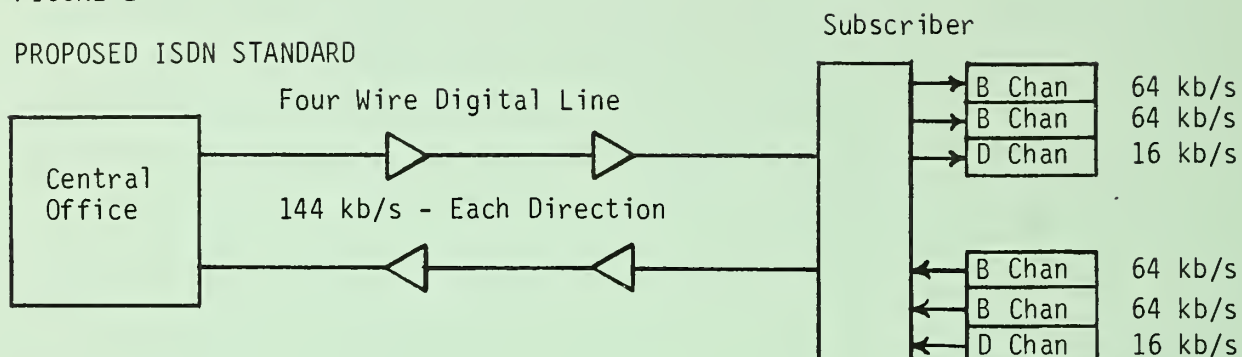 PROPOSED ISDN STANDARD
Subscriber
Four Wire Digital Line
Central
Office
144 kb/s - Each Direction
B Chan 64 kb/s
B Chan 64 kb/s
D Chan 16 kb/s
B Chan 64 kb/s
B Chan 64 kb/s
D Chan 16 kb/s